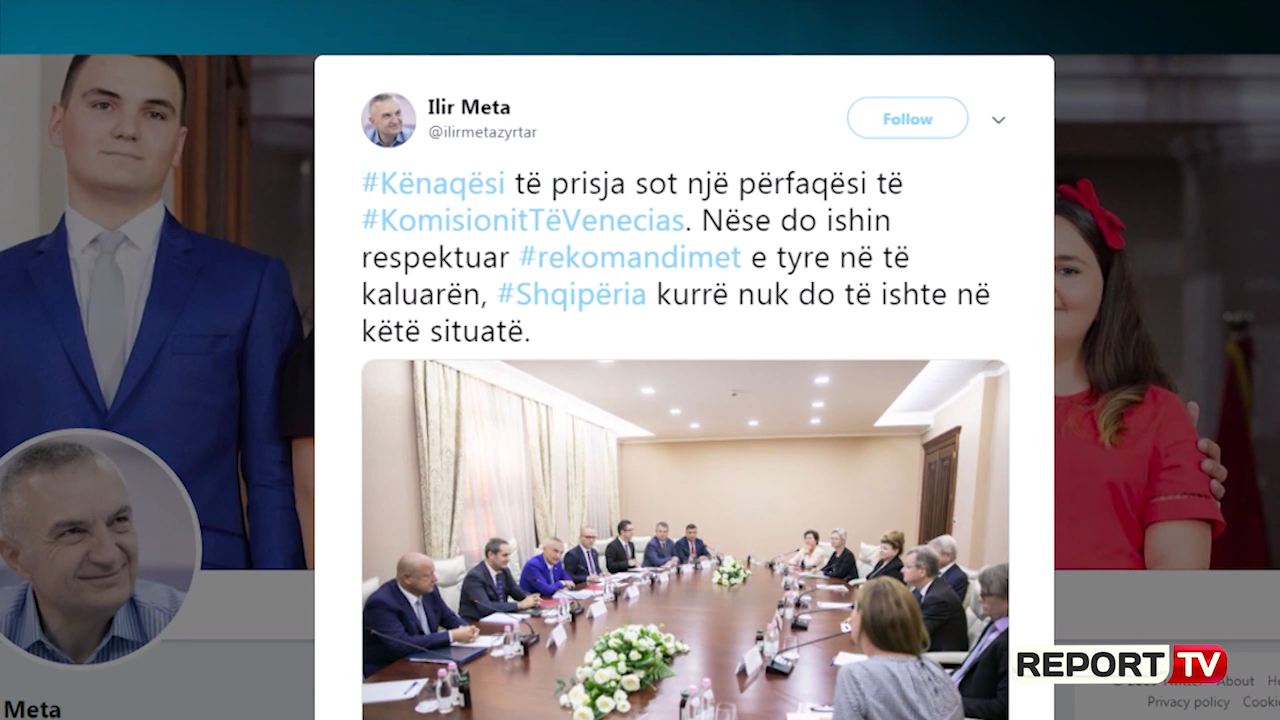 Ilir Meta
@ilirmetazyrtar
Follow
#Kënaqësi të prisja sot një përfaqësi të
#KomisionitTëVenecias. Nëse do ishin
respektuar #rekomandimet e tyre në të
kaluarën, #Shqipëria kurrë nuk do të ishte në
këtë situatë.
Meta
REPORT TV
Twitter About
Privacy policy